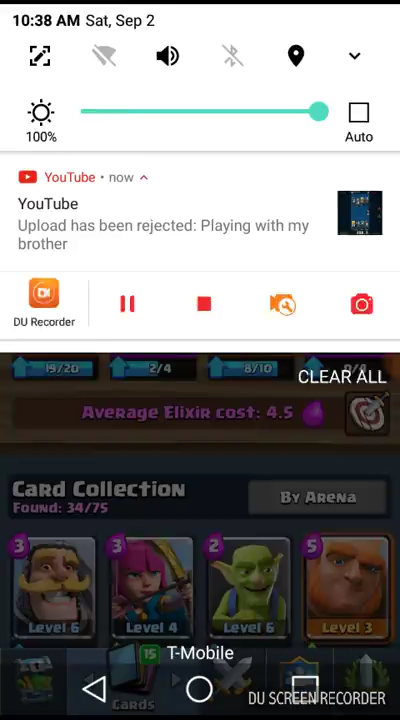 10:38 AM Sat, Sep 2
100%
Auto
YouTube • now
YouTube
Upload has been rejected: Playing with my
brother
DU Recorder
CLEAR ALL
19/20
2/4
8/10
Average Elixir cost: 4.5
Card Collection
Found: 34/75
By Arena
3
3
2
5
Level 6
Level 4
Level 6
Level 3
15
T-Mobile
Cards
DU SCREEN RECORDER